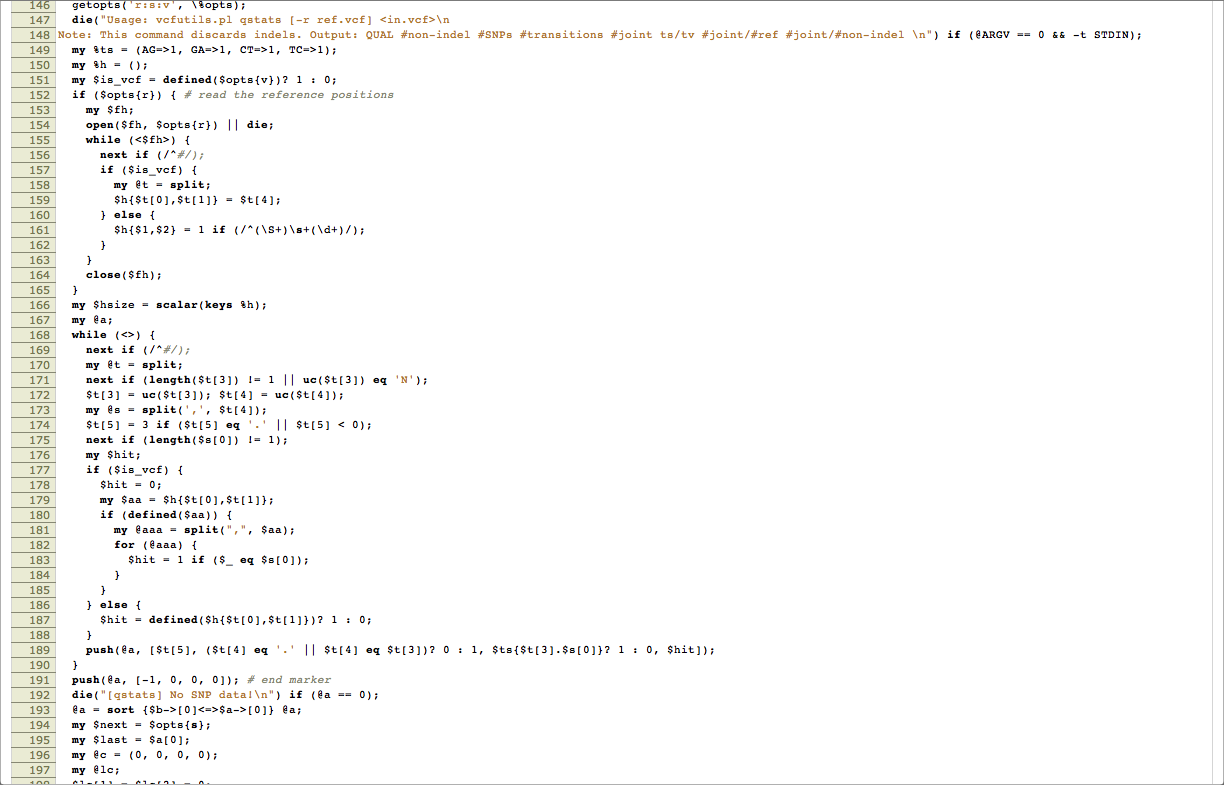 146 getopts('r:s:v', \%opts);
147 die("Usage: vcfutils.pl qstats [-r ref.vcf] <in.vcf>\n
148 Note: This command discards indels. Output: QUAL #non-indel #SNPs #transitions #joint ts/tv #joint/#ref #joint/#non-indel \n") if (@ARGV == 0 && -t STDIN);
149 my %ts = (AG=>1, GA=>1, CT=>1, TC=>1);
150 my %h = ();
151 my $is_vcf = defined($opts{v})? 1 : 0;
152 if ($opts{r}) { # read the reference positions
153 my $fh;
154 open($fh, $opts{r}) || die;
155 while (<$fh>) {
156 next if (/^#/);
157 if ($is_vcf) {
158 my @t = split;
159 $h{$t[0],$t[1]} = $t[4];
160 } else {
161 $h{$1,$2} = 1 if (/^(\S+)\s+(\d+)/);
162 }
163 }
164 close($fh);
165 }
166 my $hsize = scalar(keys %h);
167 my @a;
168 while (<>) {
169 next if (/^#/);
170 my @t = split;
171 next if (length($t[3]) != 1 || uc($t[3]) eq 'N');
172 $t[3] = uc($t[3]); $t[4] = uc($t[4]);
173 my @s = split(',', $t[4]);
174 $t[5] = 3 if ($t[5] eq '.' || $t[5] < 0);
175 next if (length($s[0]) != 1);
176 my $hit;
177 if ($is_vcf) {
178 $hit = 0;
179 my $aa = $h{$t[0],$t[1]};
180 if (defined($aa)) {
181 my @aaa = split(",", $aa);
182 for (@aaa) {
183 $hit = 1 if ($_ eq $s[0]);
184 }
185 }
186 } else {
187 $hit = defined($h{$t[0],$t[1]})? 1 : 0;
188 }
189 push(@a, [$t[5], ($t[4] eq '.' || $t[4] eq $t[3])? 0 : 1, $ts{$t[3].$s[0]}? 1 : 0, $hit]);
190 }
191 push(@a, [-1, 0, 0, 0]); # end marker
192 die("[qstats] No SNP data!\n") if (@a == 0);
193 @a = sort {$b->[0]<=>$a->[0]} @a;
194 my $next = $opts{s};
195 my $last = $a[0];
196 my @c = (0, 0, 0, 0);
197 my @lc;